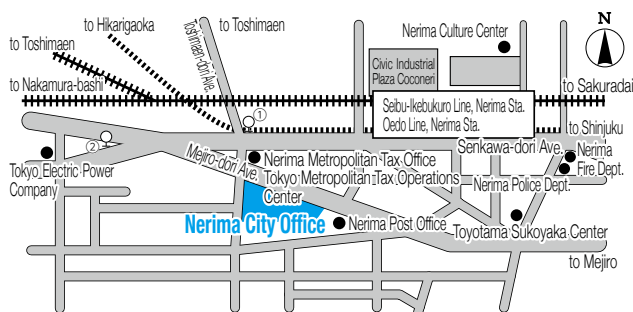 to Hikarigaoka
to Toshimaen
to Toshimaen
Toshimaen-dori Ave.
Nerima Culture Center
N
Civic Industrial
Plaza Coconeri
to Nakamura-bashi
to Sakuradai
①
Seibu-Ikebukuro Line, Nerima Sta.
Oedo Line, Nerima Sta.
to Shinjuku
②
Senkawa-dori Ave.
Mejiro-dori Ave.
Tokyo Electric Power
Company
Nerima Metropolitan Tax Office
Tokyo Metropolitan Tax Operations
Center
Nerima
Fire Dept.
Nerima Police Dept.
Nerima City Office
Nerima Post Office
Toyotama Sukoyaka Center
to Mejiro